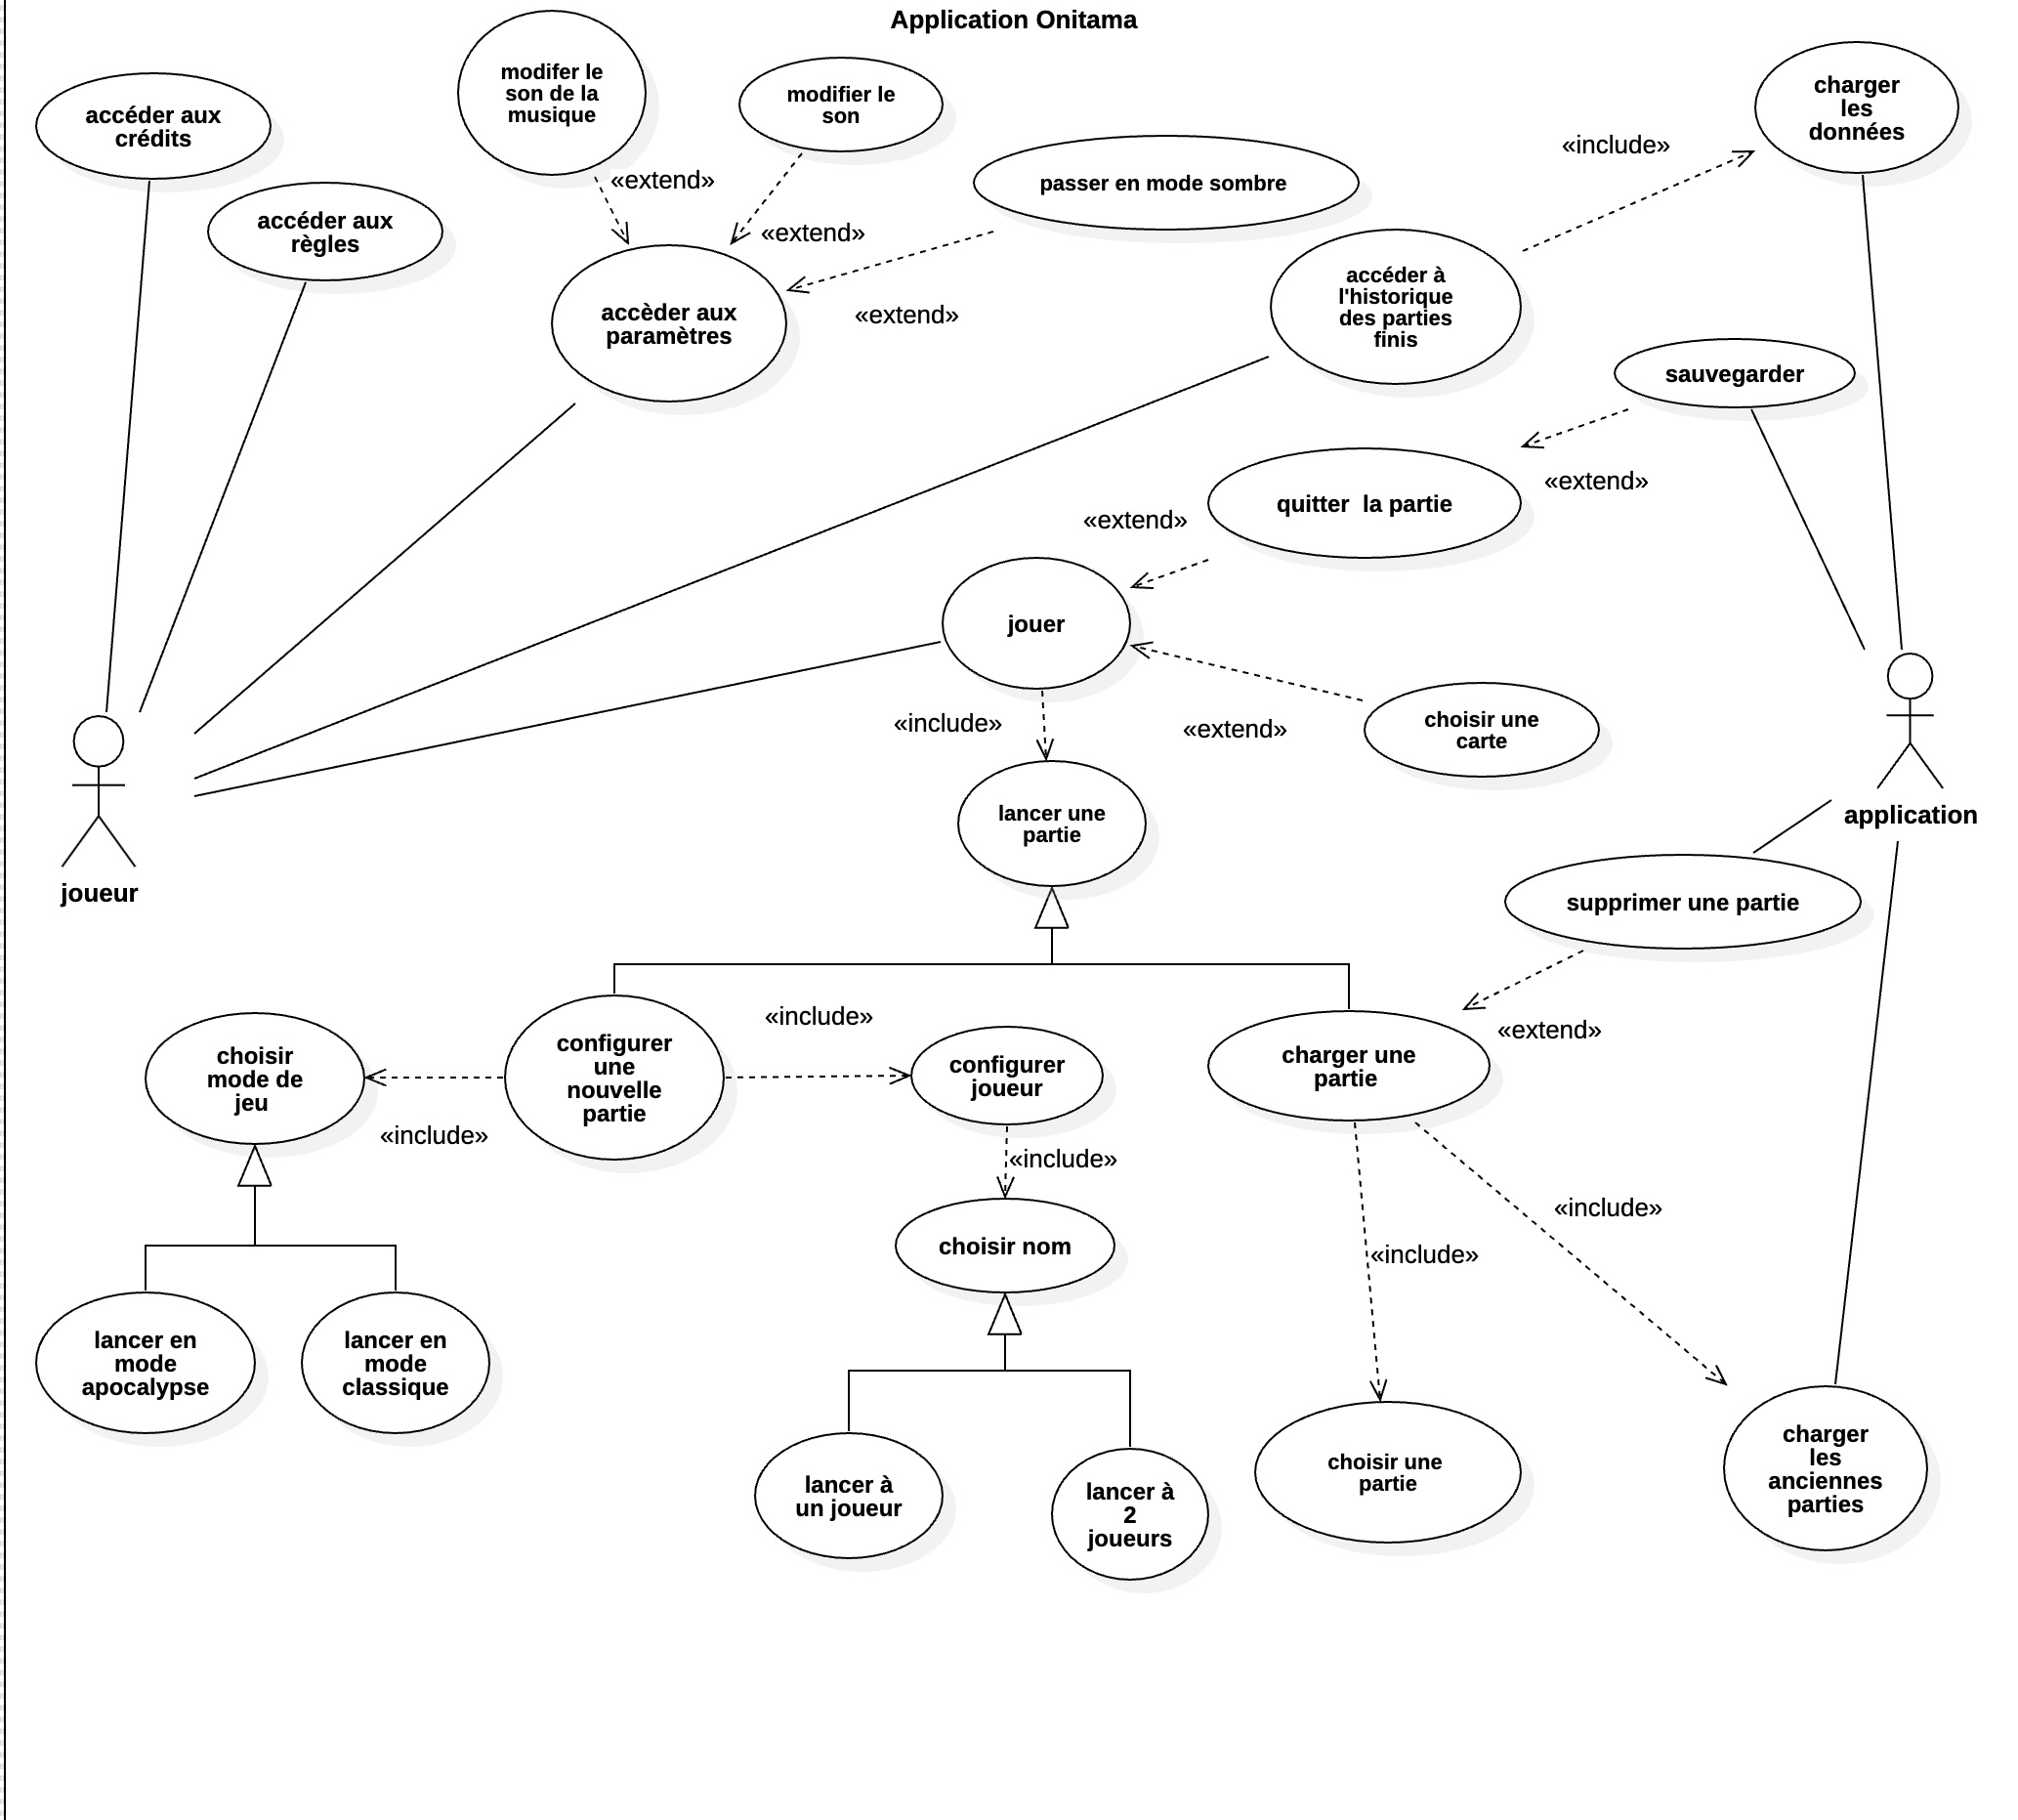 Application Onitama
modifer le
son de la
musique
modifier le
son
charger
les
données
accéder aux
crédits
«include»
«extend»
passer en mode sombre
accéder aux
règles
«extend»
accéder à
l'historique
des parties
finis
accèder aux
paramètres
«extend»
sauvegarder
«extend»
quitter  la partie
«extend»
jouer
«include»
«extend»
choisir une
carte
lancer une
partie
application
joueur
supprimer une partie
«include»
«extend»
choisir
mode de
jeu
configurer
une
nouvelle
partie
configurer
joueur
charger une
partie
«include»
«include»
«include»
choisir nom
«include»
lancer en
mode
apocalypse
lancer en
mode
classique
lancer à
un joueur
lancer à
2
joueurs
choisir une
partie
charger
les
anciennes
parties